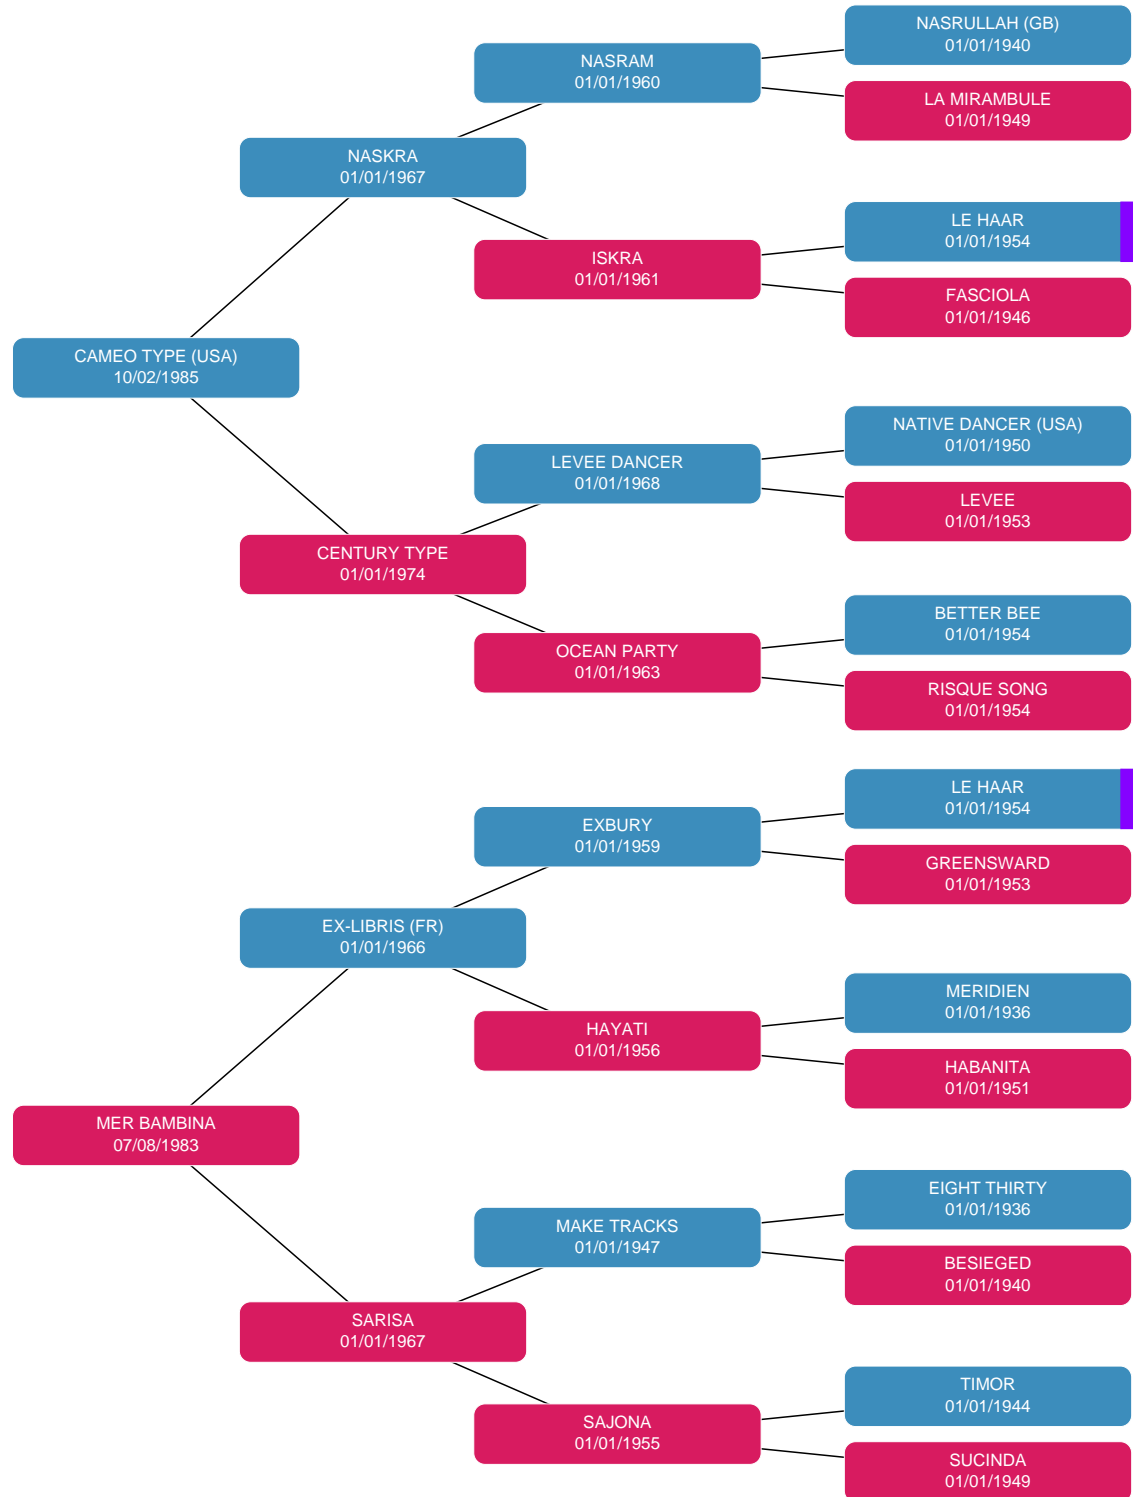 NASRULLAH (GB)
01/01/1940
NASRAM
01/01/1960
LA MIRAMBULE
01/01/1949
NASKRA
01/01/1967
LE HAAR
01/01/1954
ISKRA
01/01/1961
FASCIOLA
01/01/1946
CAMEO TYPE (USA)
10/02/1985
NATIVE DANCER (USA)
01/01/1950
LEVEE DANCER
01/01/1968
LEVEE
01/01/1953
CENTURY TYPE
01/01/1974
BETTER BEE
01/01/1954
OCEAN PARTY
01/01/1963
RISQUE SONG
01/01/1954
LE HAAR
01/01/1954
EXBURY
01/01/1959
GREENSWARD
01/01/1953
EX-LIBRIS (FR)
01/01/1966
MERIDIEN
01/01/1936
HAYATI
01/01/1956
HABANITA
01/01/1951
MER BAMBINA
07/08/1983
EIGHT THIRTY
01/01/1936
MAKE TRACKS
01/01/1947
BESIEGED
01/01/1940
SARISA
01/01/1967
TIMOR
01/01/1944
SAJONA
01/01/1955
SUCINDA
01/01/1949